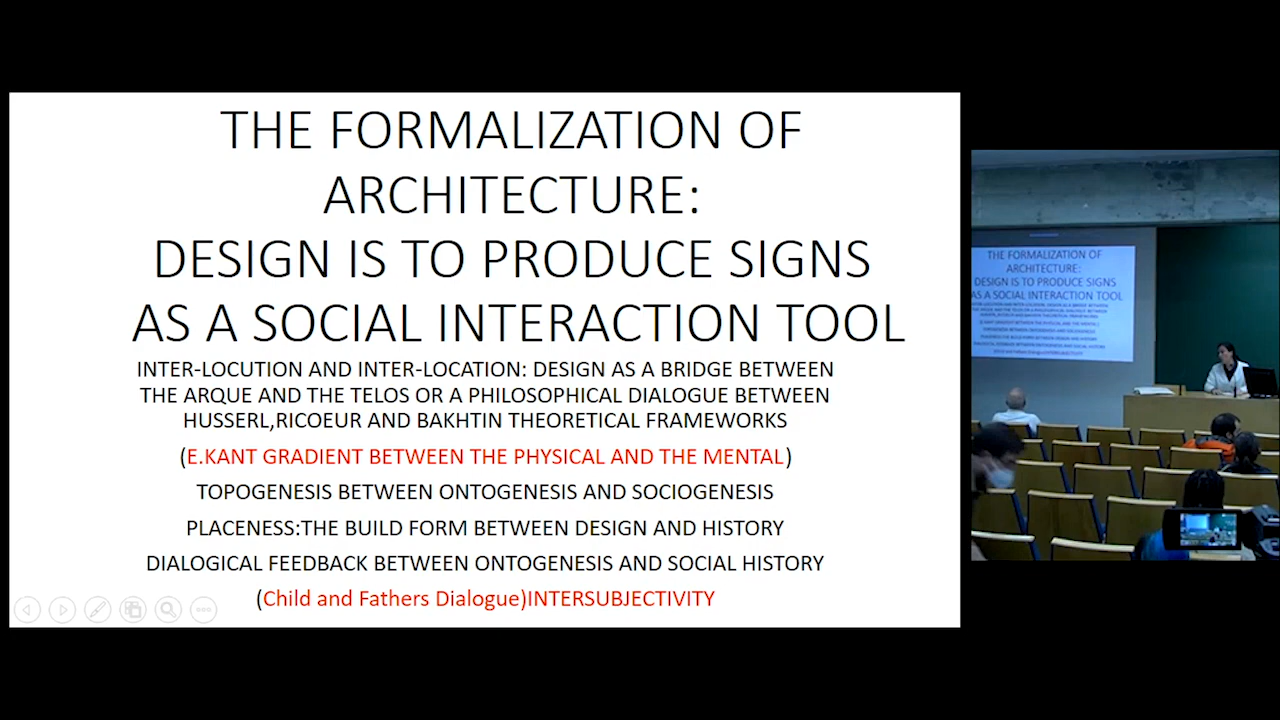 THE FORMALIZATION OF
ARCHITECTURE:
DESIGN IS TO PRODUCE SIGNS
AS A SOCIAL INTERACTION TOOL
INTER-LOCUTION AND INTER-LOCATION: DESIGN AS A BRIDGE BETWEEN
THE ARQUE AND THE TELOS OR A PHILOSOPHICAL DIALOGUE BETWEEN
HUSSERL,RICOEUR AND BAKHTIN THEORETICAL FRAMEWORKS
(E.KANT GRADIENT BETWEEN THE PHYSICAL AND THE MENTAL)
TOPOGENESIS BETWEEN ONTOGENESIS AND SOCIOGENESIS
PLACENESS:THE BUILD FORM BETWEEN DESIGN AND HISTORY
DIALOGICAL FEEDBACK BETWEEN ONTOGENESIS AND SOCIAL HISTORY
(Child and Fathers Dialogue)INTERSUBJECTIVITY
THE FORMALIZATION OF
ARCHITECTURE:
DESIGN IS TO PRODUCE SIGNS
AS A SOCIAL INTERACTION TOOL